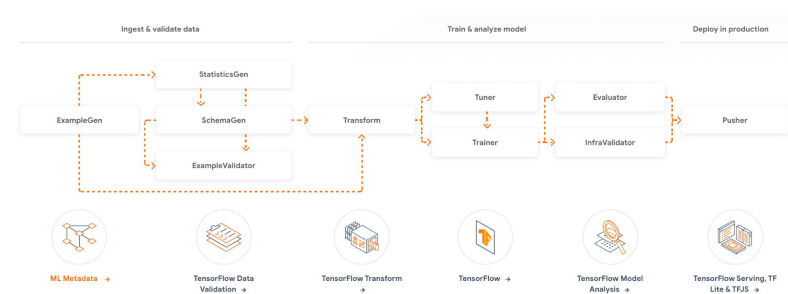 Ingest & validate data
Train & analyze model
Deploy in production
StatisticsGen
Tuner
Evaluator
ExampleGen
SchemaGen
Transform
Pusher
Trainer
InfraValidator
ExampleValidator
ML Metadata →
TensorFlow Data
Validation →
TensorFlow Transform
→
TensorFlow →
TensorFlow Model
Analysis →
TensorFlow Serving, TF
Lite & TFJS →